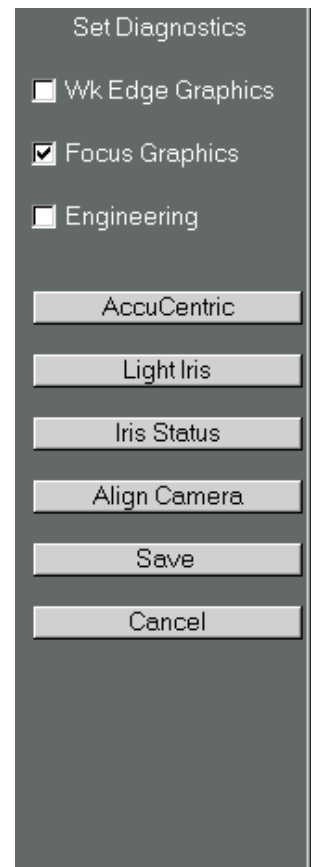 Set Diagnostics
Wk Edge Graphics
Focus Graphics
Engineering
AccuCentric
Light Iris
Iris Status
Align Camera
Save
Cancel